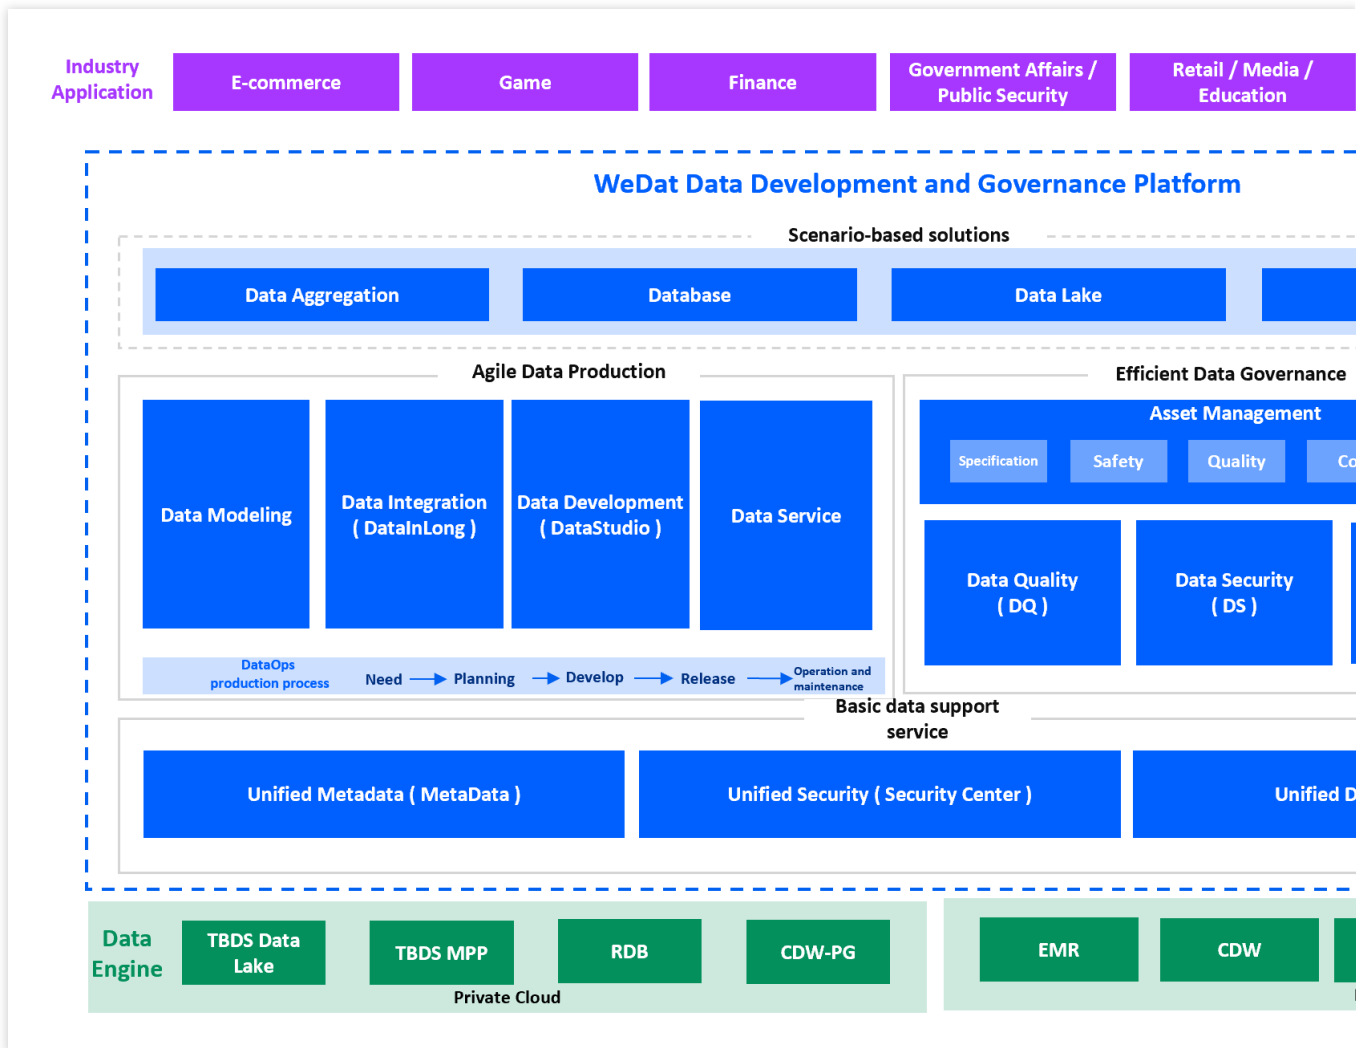 Industry
Application
E-commerce
Game
Finance
Government Affairs /
Public Security
Retail / Media /
Education
WeDat Data Development and Governance Platform
Scenario-based solutions
Data Aggregation
Database
Data Lake
Agile Data Production
Data Modeling
Data Integration
( DataInLong )
Data Development
( DataStudio )
Data Service
DataOps
production process
Need
Planning
Develop
Release
Operation and
maintenance
Efficient Data Governance
Asset Management
Specification
Safety
Quality
Co
Data Quality
( DQ )
Data Security
( DS )
Basic data support
service
Unified Metadata ( MetaData )
Unified Security ( Security Center )
Unified D
Data
Engine
TBDS Data
Lake
TBDS MPP
RDB
CDW-PG
Private Cloud
EMR
CDW